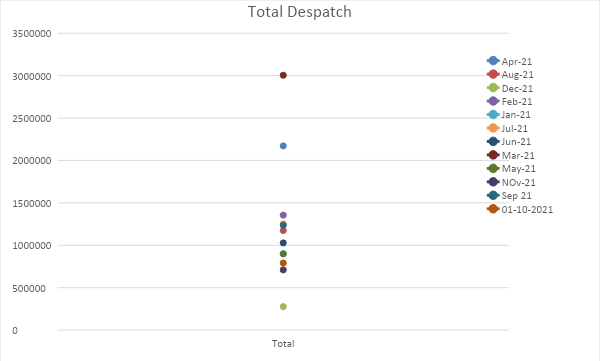 Total Despatch
3500000
3000000
2500000
2000000
1500000
1000000
500000
0
Total
Apr-21
Aug-21
Dec-21
Feb-21
Jan-21
Jul-21
Jun-21
Mar-21
May-21
NOv-21
Sep 21
01-10-2021